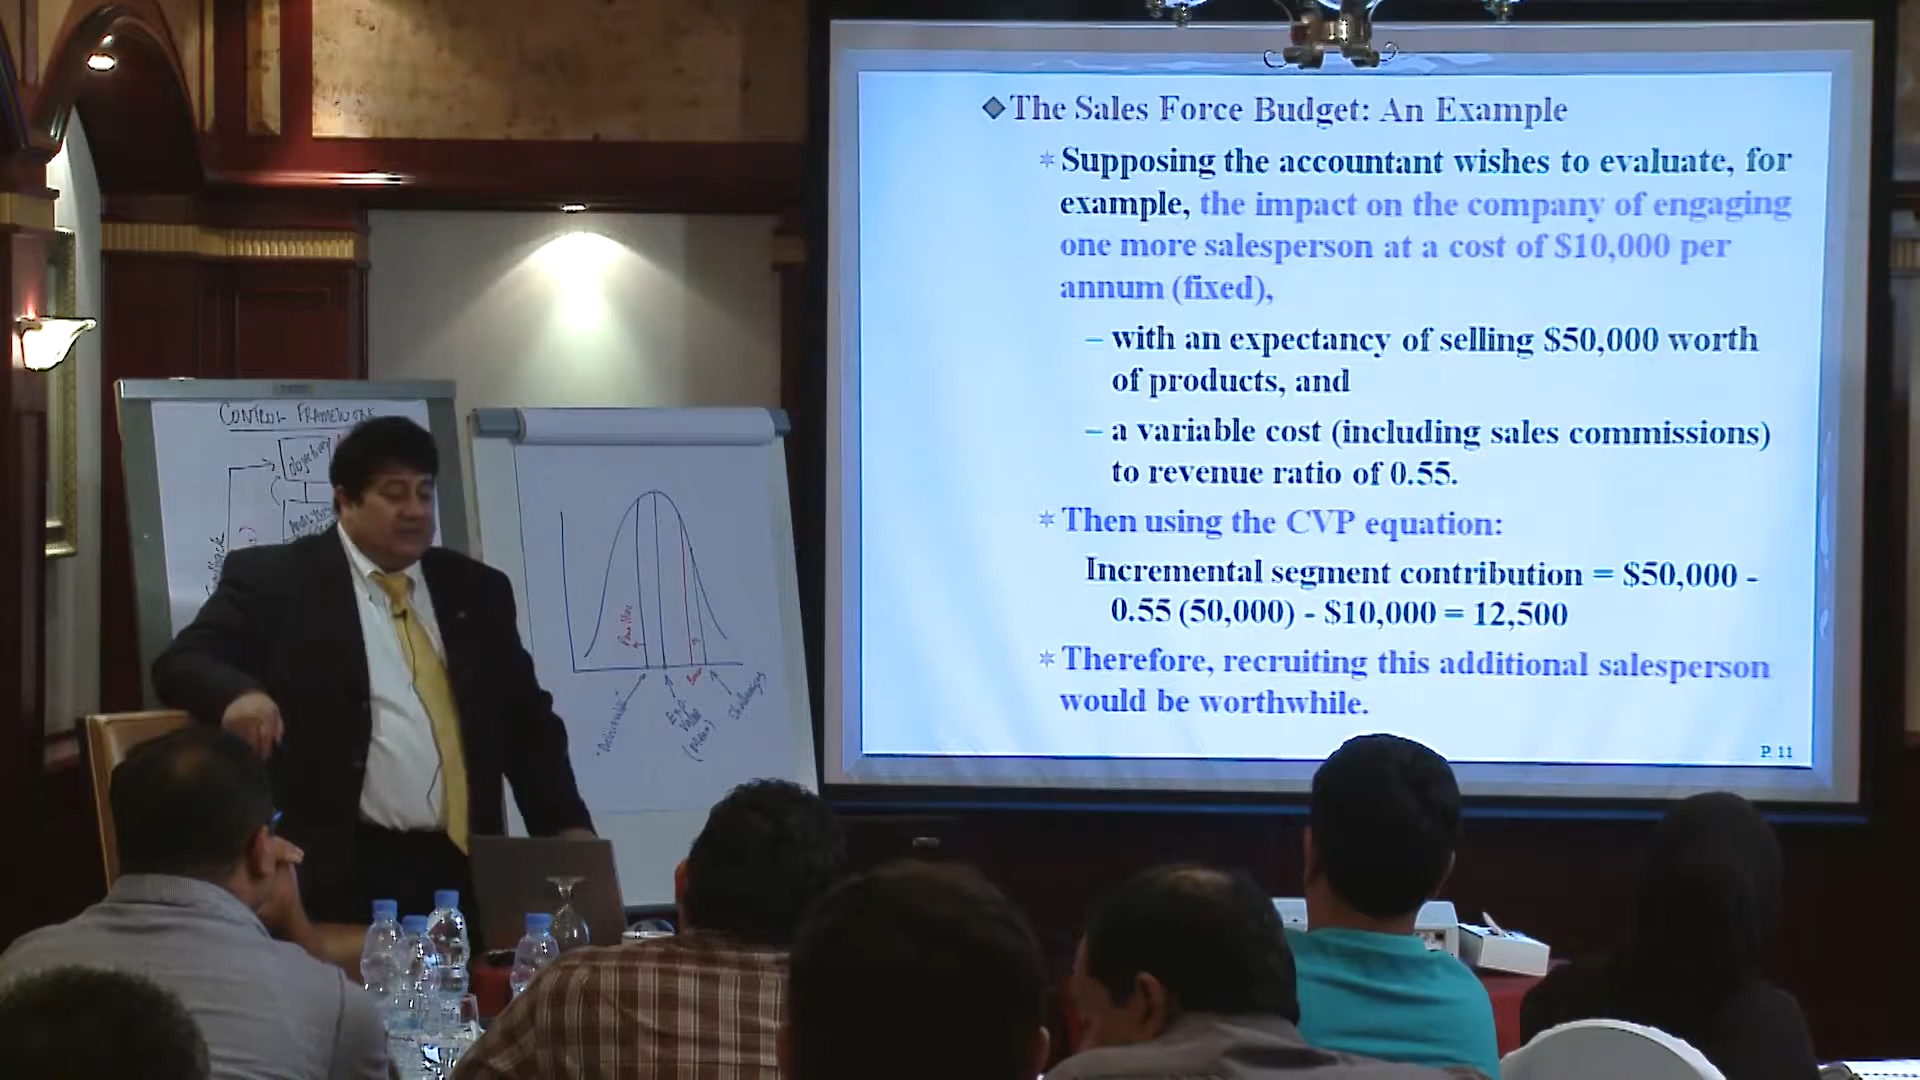 The Sales Force Budget: An Example
Supposing the accountant wishes to evaluate, for
example, the impact on the company of engaging
one more salesperson at a cost of $10,000 per
annum (fixed),
– with an expectancy of selling $50,000 worth
of products, and
– a variable cost (including sales commissions)
to revenue ratio of 0.55.
Then using the CVP equation:
Incremental segment contribution = $50,000 -
0.55 (50,000) - $10,000 = 12,500
Therefore, recruiting this additional salesperson
would be worthwhile.
P. 11
CONTROL FRAMEWORK
Exp
Value
(Mean)
Challenging